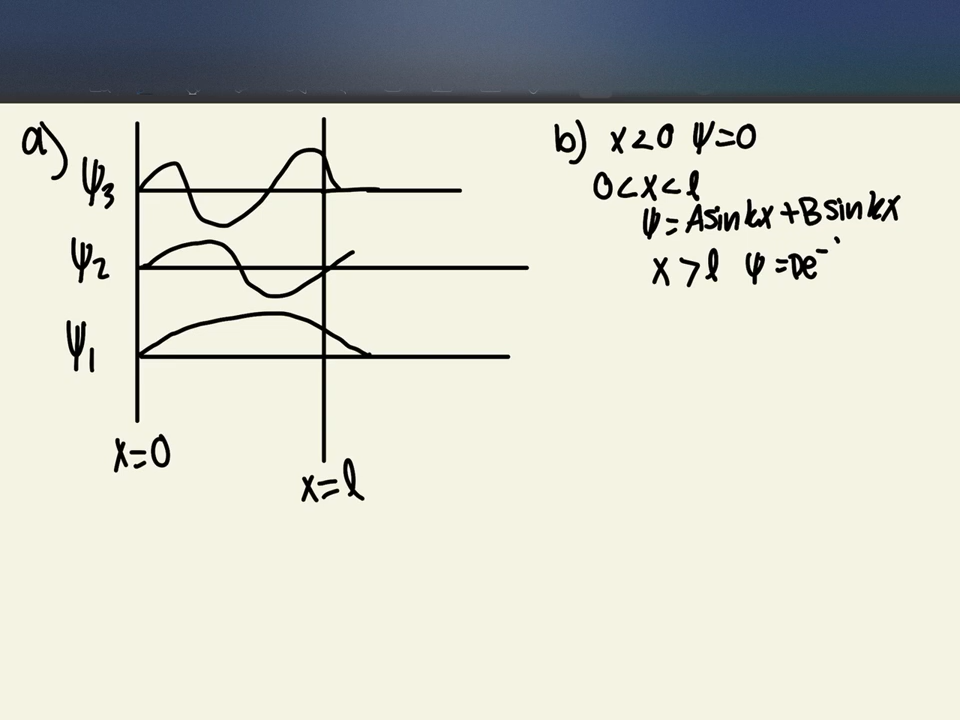 a)
ψ3
ψ2
ψ1
x=0
x=l
b) x<0 ψ=0
0<x<l
ψ=Asinkx+Bsinkx
x>l ψ=De⁻